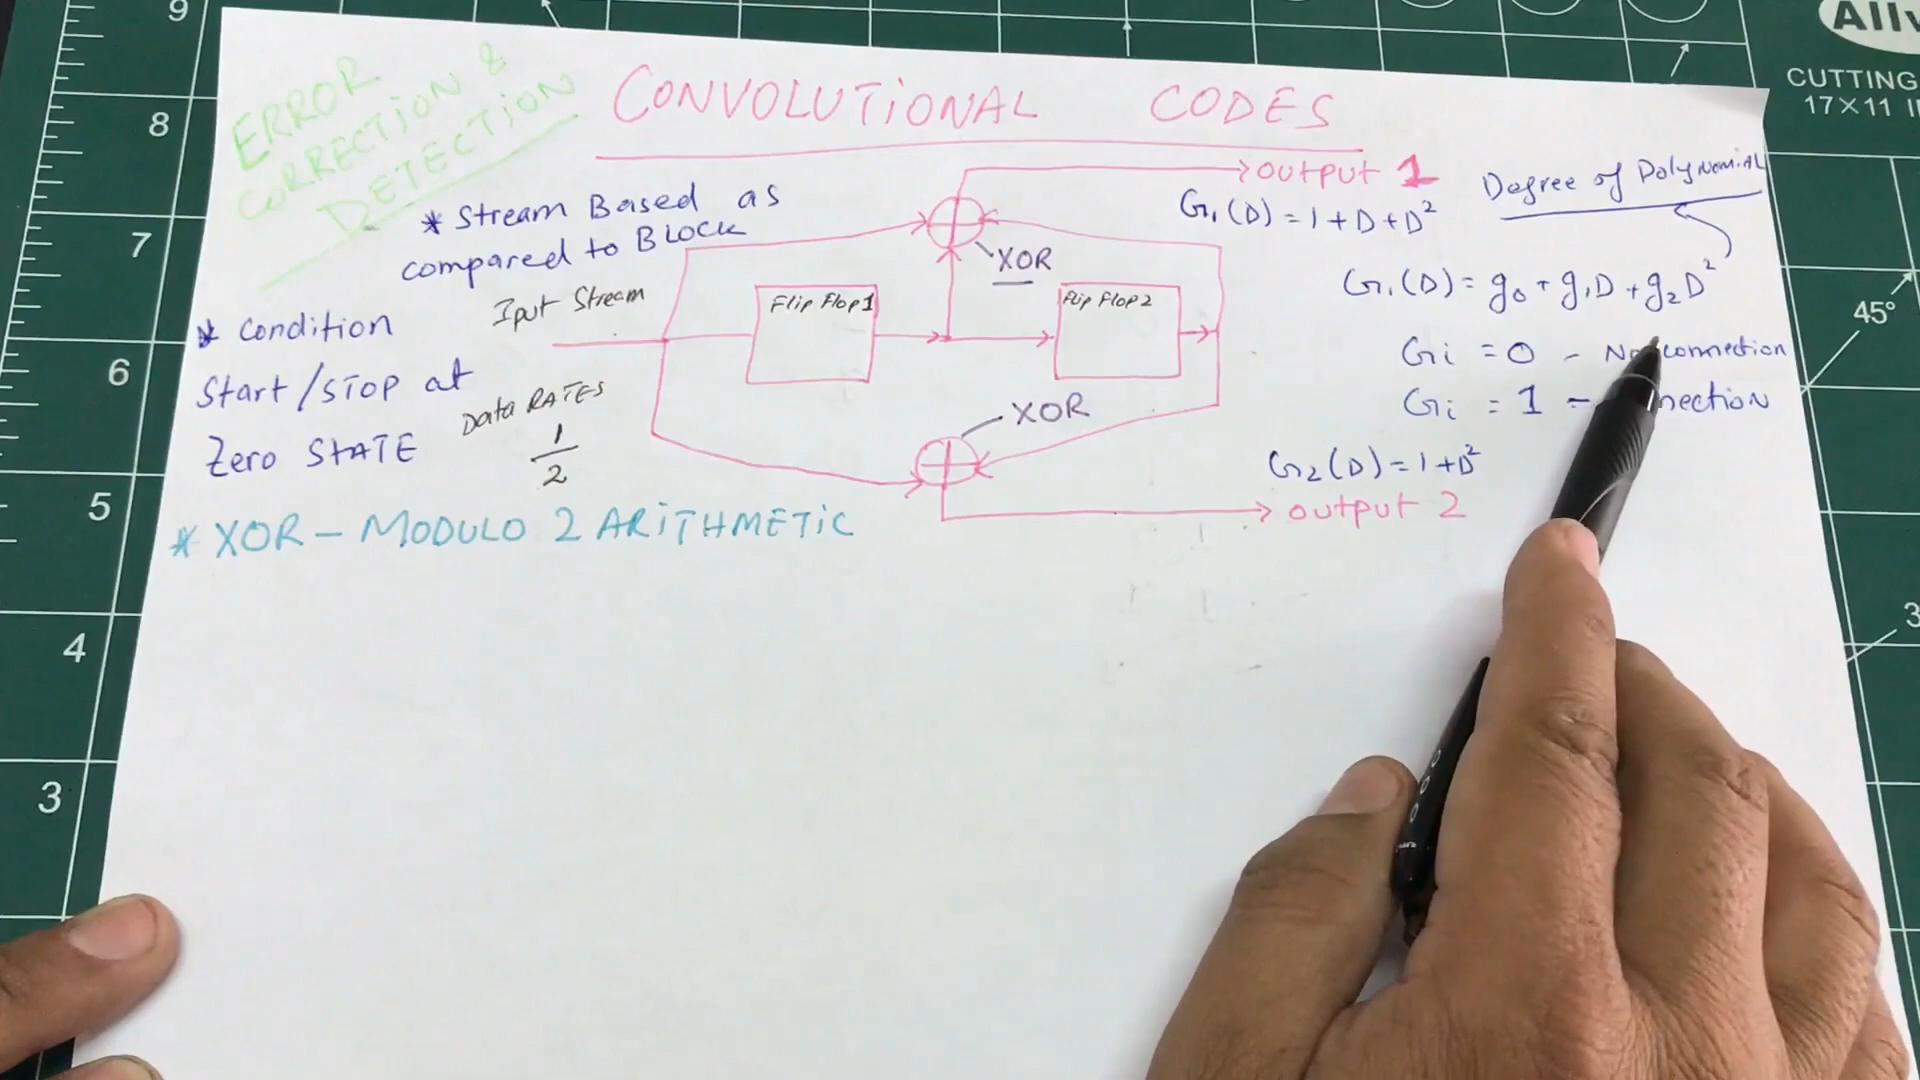 ERROR
CORRECTION &
DETECTION
CONVOLUTIONAL CODES
* Stream Based as
compared to BLOCK
* Condition
Start/STOP at
Zero STATE
Input Stream
Data RATES
1
2
Flip Flop1
Flip Flop2
XOR
XOR
output 1
G1(D) = 1 + D + D²
Degree of Polynomial
G1(D) = g0 + g1D + g2D²
Gi = 0 - No connection
Gi = 1 -
G2(D) = 1 + D²
output 2
* XOR - MODULO 2 ARITHMETIC
9
8
7
6
5
4
3
CUTTING
17X11
45°
3